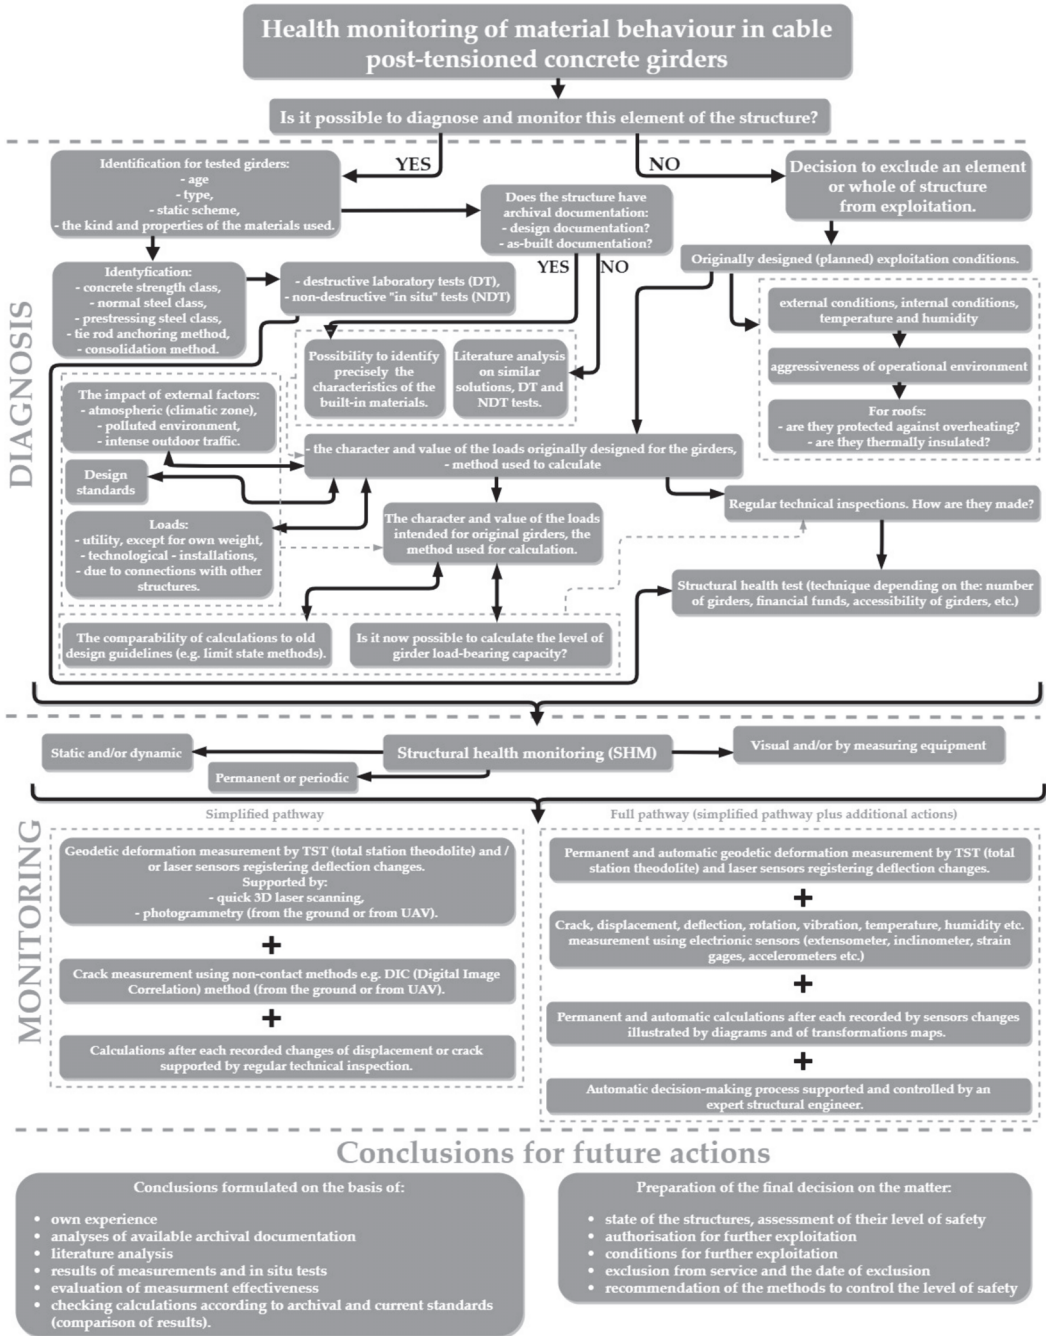 Health monitoring of material behaviour in cable
post-tensioned concrete girders
Is it possible to diagnose and monitor this element of the structure?
YES
NO
DIAGNOSIS
Identification for tested girders:
- age
- type,
- static scheme,
- the kind and properties of the materials used.
Does the structure have
archival documentation:
- design documentation?
- as-built documentation?
Decision to exclude an element
or whole of structure
from exploitation.
YES
NO
Originally designed (planned) exploitation conditions.
Identyfication:
- concrete strength class,
- normal steel class,
- prestressing steel class,
- tie rod anchoring method,
- consolidation method.
- destructive laboratory tests (DT),
- non-destructive "in situ" tests (NDT)
external conditions, internal conditions,
temperature and humidity
Possibility to identify
precisely the
characteristics of the
built-in materials.
Literature analysis
on similar
solutions, DT and
NDT tests.
aggressiveness of operational environment
The impact of external factors:
- atmospheric (climatic zone),
- polluted environment,
- intense outdoor traffic.
For roofs:
- are they protected against overheating?
- are they thermally insulated?
- the character and value of the loads originally designed for the girders,
- method used to calculate
Design
standards
Regular technical inspections. How are they made?
Loads:
- utility, except for own weight,
- technological - installations,
- due to connections with other
structures.
The character and value of the loads
intended for original girders, the
method used for calculation.
Structural health test (technique depending on the: number
of girders, financial funds, accessibility of girders, etc.)
The comparability of calculations to old
design guidelines (e.g. limit state methods).
Is it now possible to calculate the level of
girder load-bearing capacity?
MONITORING
Static and/or dynamic
Structural health monitoring (SHM)
Visual and/or by measuring equipment
Permanent or periodic
Simplified pathway
Full pathway (simplified pathway plus additional actions)
Geodetic deformation measurement by TST (total station theodolite) and /
or laser sensors registering deflection changes.
Supported by:
- quick 3D laser scanning,
- photogrammetry (from the ground or from UAV).
+
Crack measurement using non-contact methods e.g. DIC (Digital Image
Correlation) method (from the ground or from UAV).
+
Calculations after each recorded changes of displacement or crack
supported by regular technical inspection.
Permanent and automatic geodetic deformation measurement by TST (total
station theodolite) and laser sensors registering deflection changes.
+
Crack, displacement, deflection, rotation, vibration, temperature, humidity etc.
measurement using electronic sensors (extensometer, inclinometer, strain
gages, accelerometers etc.)
+
Permanent and automatic calculations after each recorded by sensors changes
illustrated by diagrams and of transformations maps.
+
Automatic decision-making process supported and controlled by an
expert structural engineer.
Conclusions for future actions
Conclusions formulated on the basis of:
• own experience
• analyses of available archival documentation
• literature analysis
• results of measurements and in situ tests
• evaluation of measurment effectiveness
• checking calculations according to archival and current standards
(comparison of results).
Preparation of the final decision on the matter:
• state of the structures, assessment of their level of safety
• authorisation for further exploitation
• conditions for further exploitation
• exclusion from service and the date of exclusion
• recommendation of the methods to control the level of safety